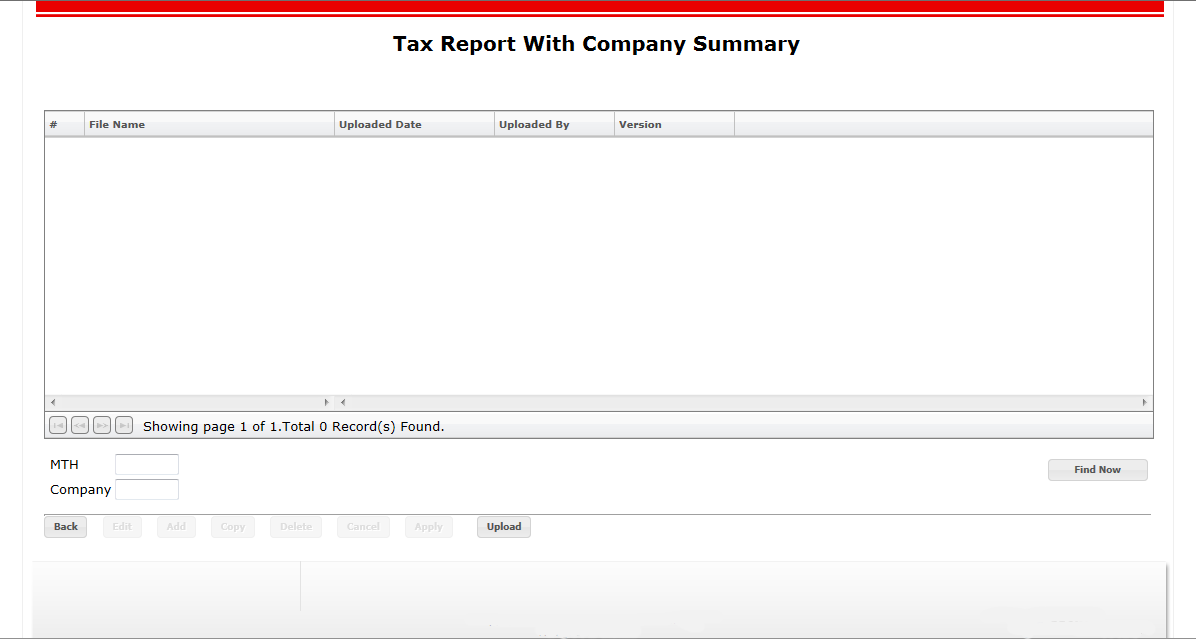 Tax Report With Company Summary
# File Name Uploaded Date Uploaded By Version
Showing page 1 of 1.Total 0 Record(s) Found.
MTH
Find Now
Company
Back Edit Add Copy Delete Cancel Apply Upload